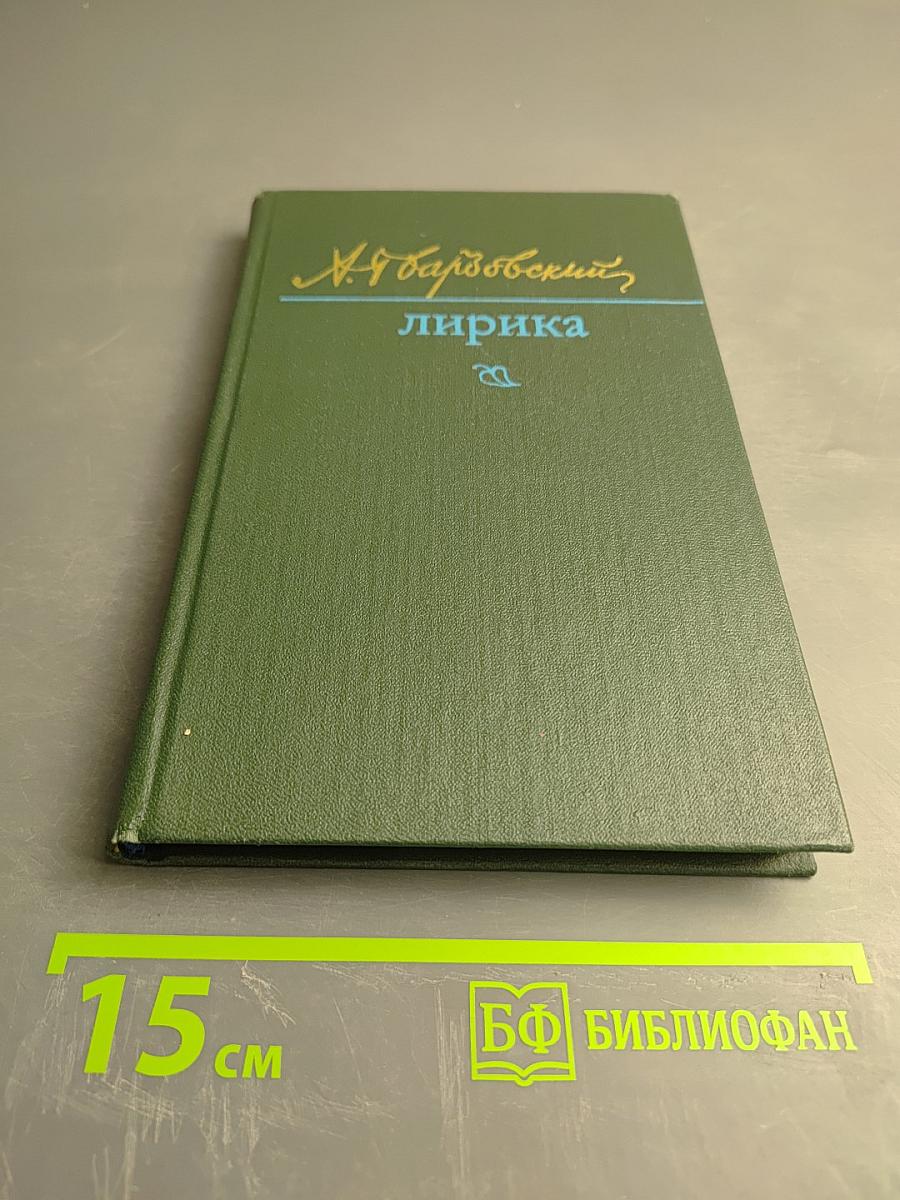 А. Твардовский
лирика
15 см
БФ БИБЛИОФАН